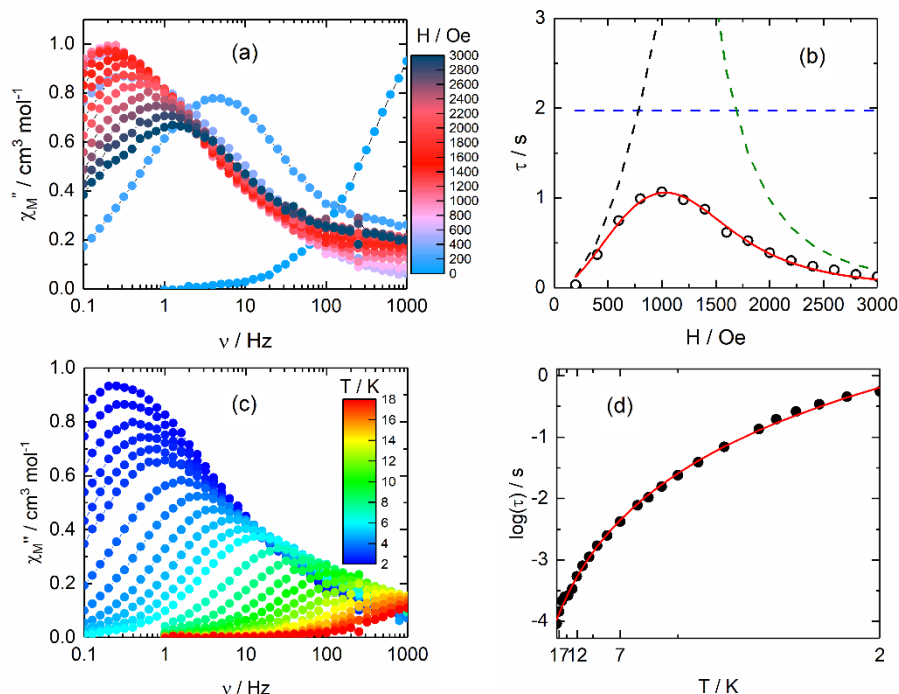 (a)
H / Oe
3000
2800
2600
2400
2200
2000
1800
1600
1400
1200
1000
800
600
400
200
0
1.0
0.8
0.6
0.4
0.2
0.0
χM'' / cm³ mol⁻¹
0.1 1 10 100 1000
ν / Hz
(b)
3
2
1
0
τ / s
0 500 1000 1500 2000 2500 3000
H / Oe
(c)
T / K
18
16
14
12
10
8
6
4
2
1.0
0.8
0.6
0.4
0.2
0.0
χM'' / cm³ mol⁻¹
0.1 1 10 100 1000
ν / Hz
(d)
0
-1
-2
-3
-4
log(τ) / s
17 12 7 2
T / K